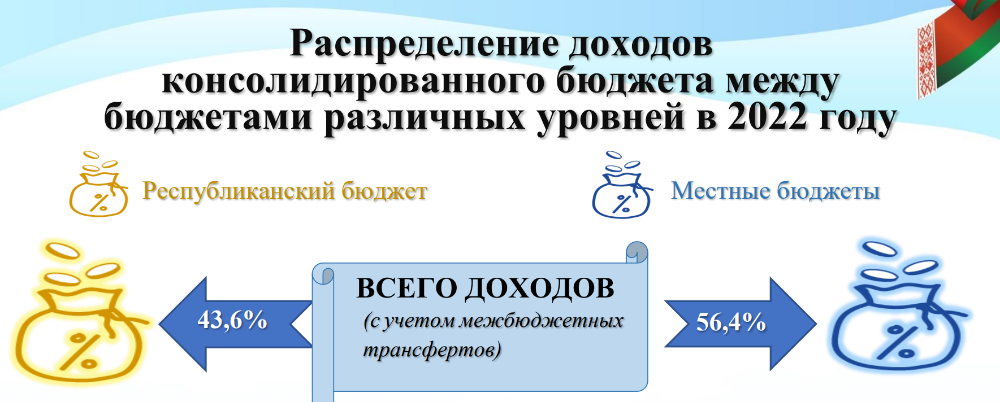 Распределение доходов
консолидированного бюджета между
бюджетами различных уровней в 2022 году
Республиканский бюджет
Местные бюджеты
ВСЕГО ДОХОДОВ
(с учетом межбюджетных
трансфертов)
43,6%
56,4%